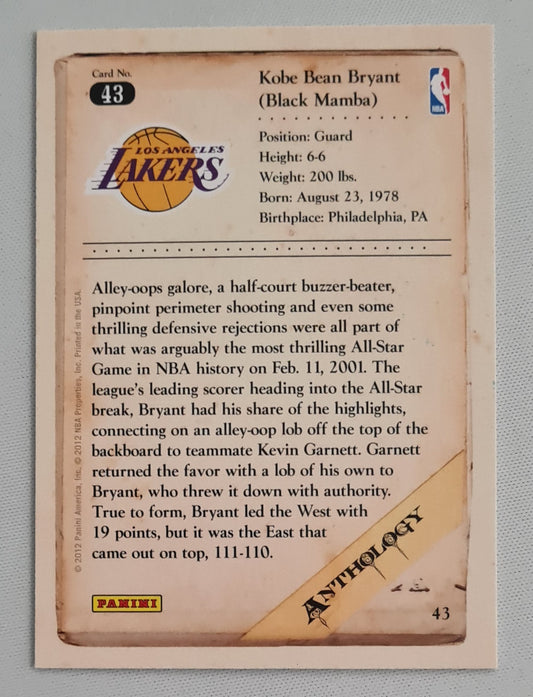 Card No.
43
Kobe Bean Bryant
(Black Mamba)
NBA
LOS ANGELES
LAKERS
Position: Guard
Height: 6-6
Weight: 200 lbs.
Born: August 23, 1978
Birthplace: Philadelphia, PA
Alley-oops galore, a half-court buzzer-beater,
pinpoint perimeter shooting and even some
thrilling defensive rejections were all part of
what was arguably the most thrilling All-Star
Game in NBA history on Feb. 11, 2001. The
league's leading scorer heading into the All-Star
break, Bryant had his share of the highlights,
connecting on an alley-oop lob off the top of the
backboard to teammate Kevin Garnett. Garnett
returned the favor with a lob of his own to
Bryant, who threw it down with authority.
True to form, Bryant led the West with
19 points, but it was the East that
came out on top, 111-110.
© 2012 Panini America, Inc. © 2012 NBA Properties, Inc. Printed in the USA.
ANTHOLOGY
PANINI
43